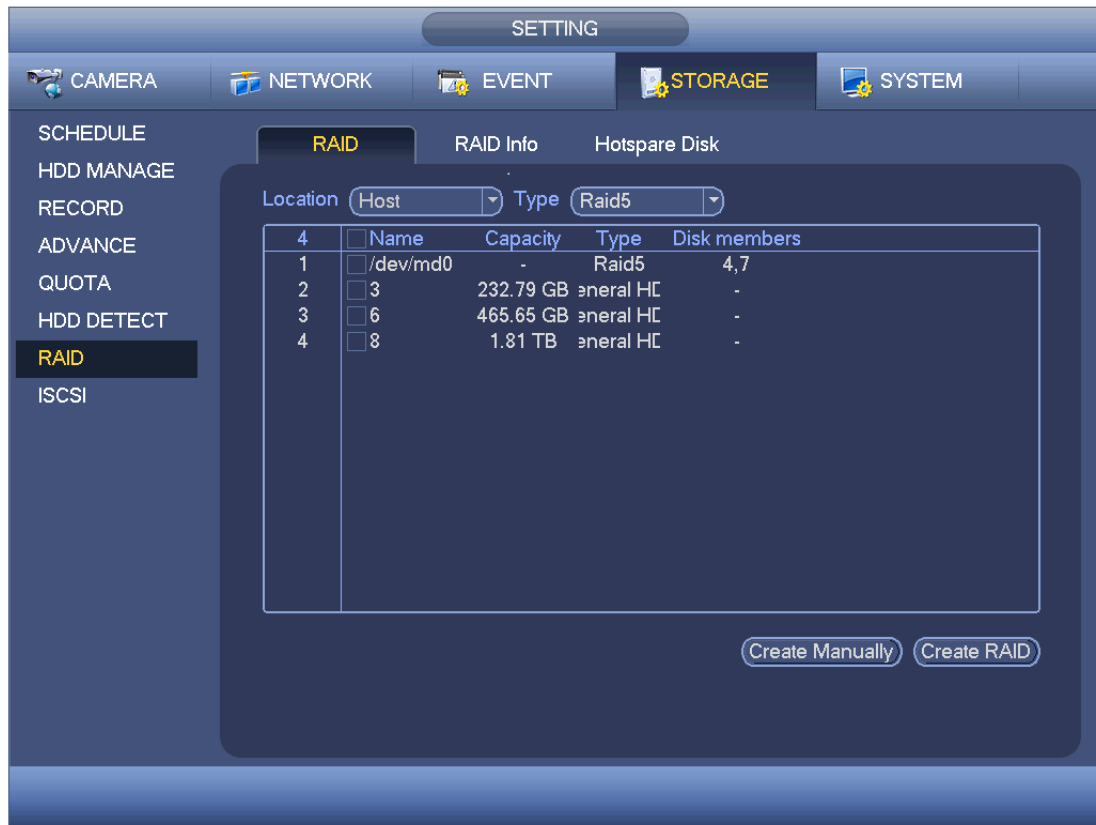 SETTING
CAMERA NETWORK EVENT STORAGE SYSTEM
SCHEDULE
HDD MANAGE
RECORD
ADVANCE
QUOTA
HDD DETECT
RAID
ISCSI
RAID RAID Info Hotspare Disk
Location Host Type Raid5
4 Name Capacity Type Disk members
1 /dev/md0 - Raid5 4,7
2 3 232.79 GB eneral HD -
3 6 465.65 GB eneral HD -
4 8 1.81 TB eneral HD -
Create Manually Create RAID